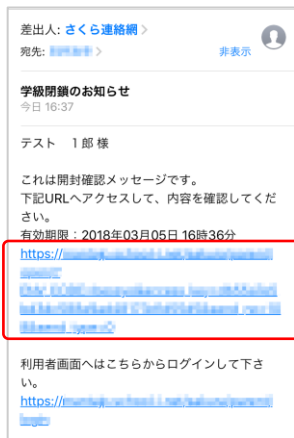 差出人: さくら連絡網
宛先:
非表示
学級閉鎖のお知らせ
今日 16:37
テスト 1郎 様
これは開封確認メッセージです。
下記URLへアクセスして、内容を確認してくだ
さい。
有効期限：2018年03月05日 16時36分
https://
利用者画面へはこちらからログインして下さ
い。
https://